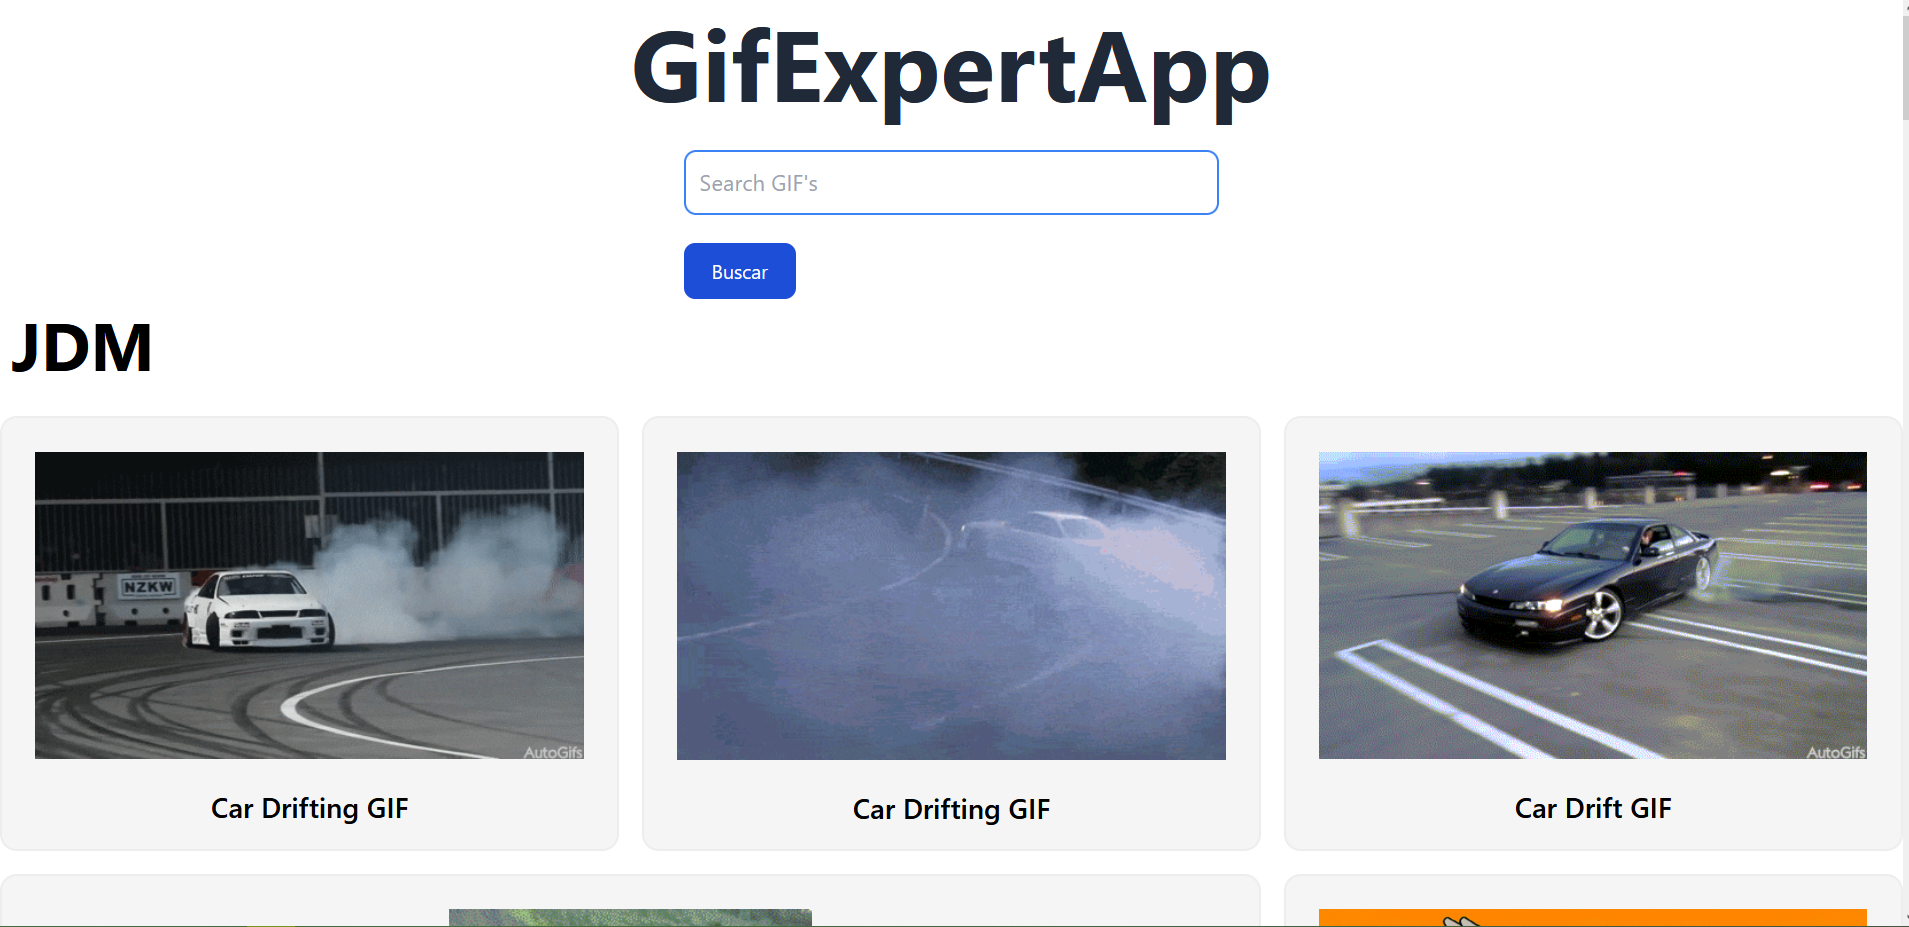 GifExpertApp
Search GIF's
Buscar
JDM
NZKW
AutoGifs
AutoGifs
Car Drifting GIF
Car Drifting GIF
Car Drift GIF